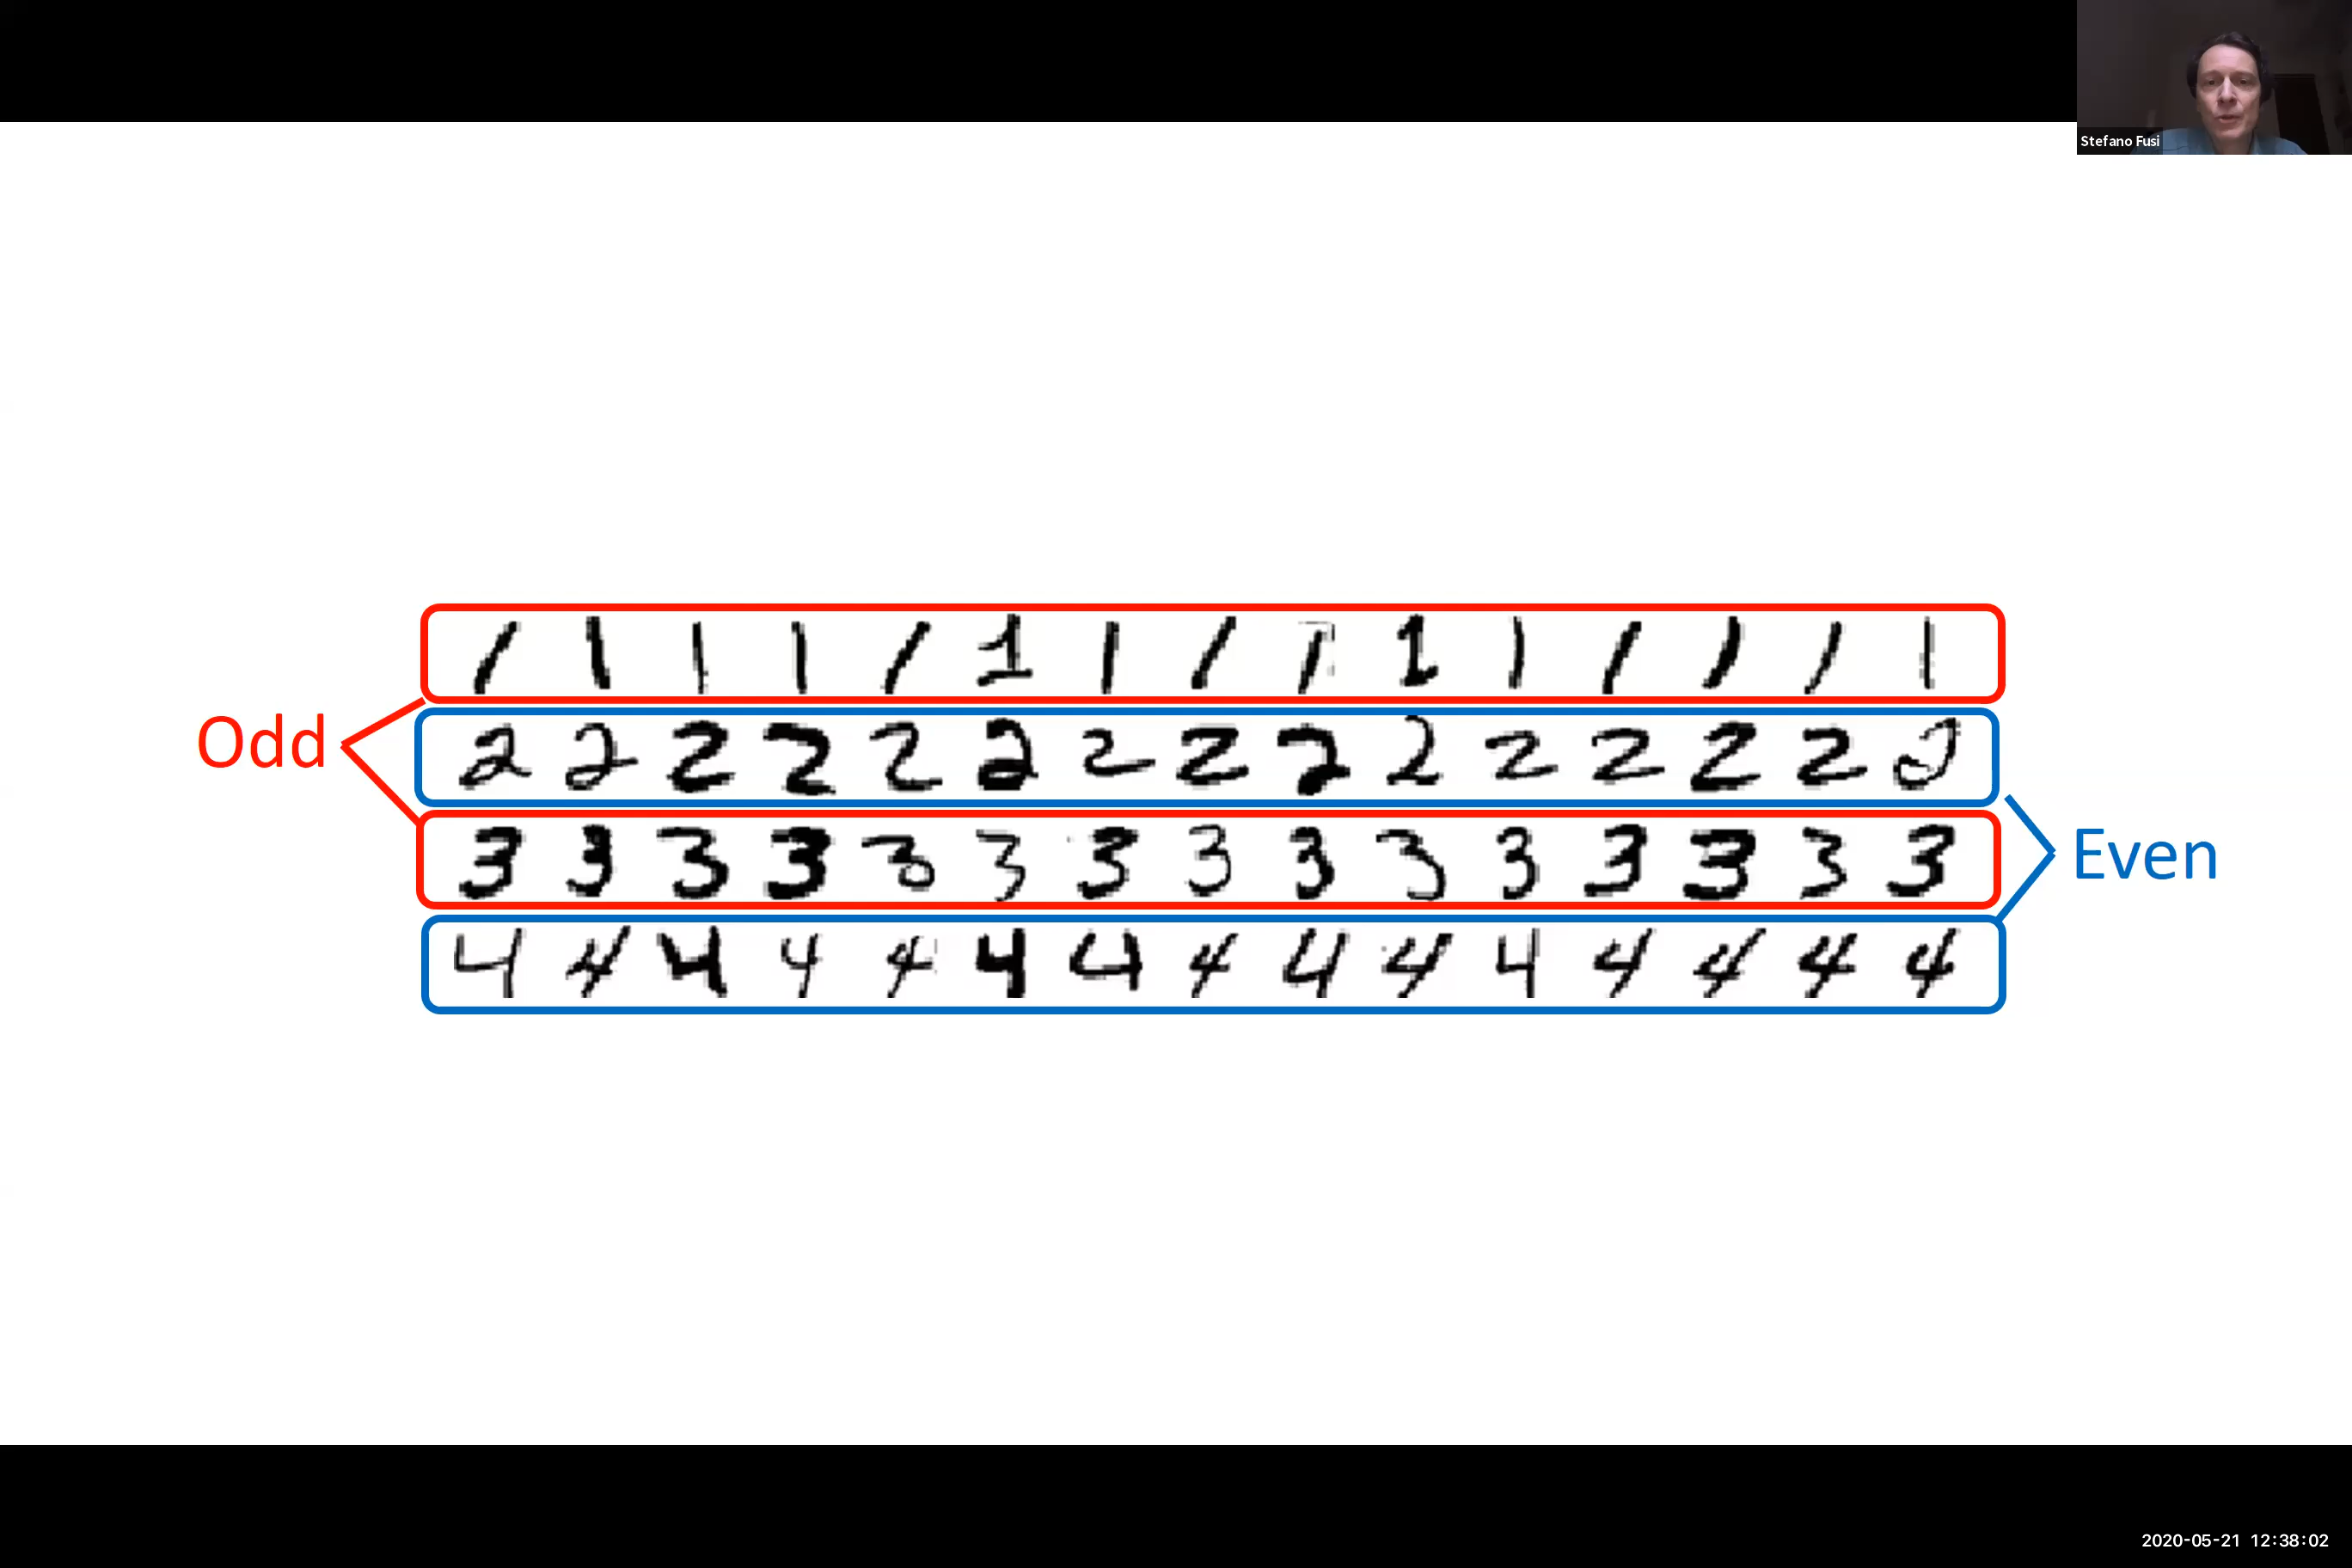 Stefano Fusi
1 1 1 1 1 1 1 1 1 1 1 1 1 1 1
Odd
2 2 2 2 2 2 2 2 2 2 2 2 2 2 2
3 3 3 3 3 3 3 3 3 3 3 3 3 3 3
Even
4 4 4 4 4 4 4 4 4 4 4 4 4 4 4
2020-05-21 12:38:02